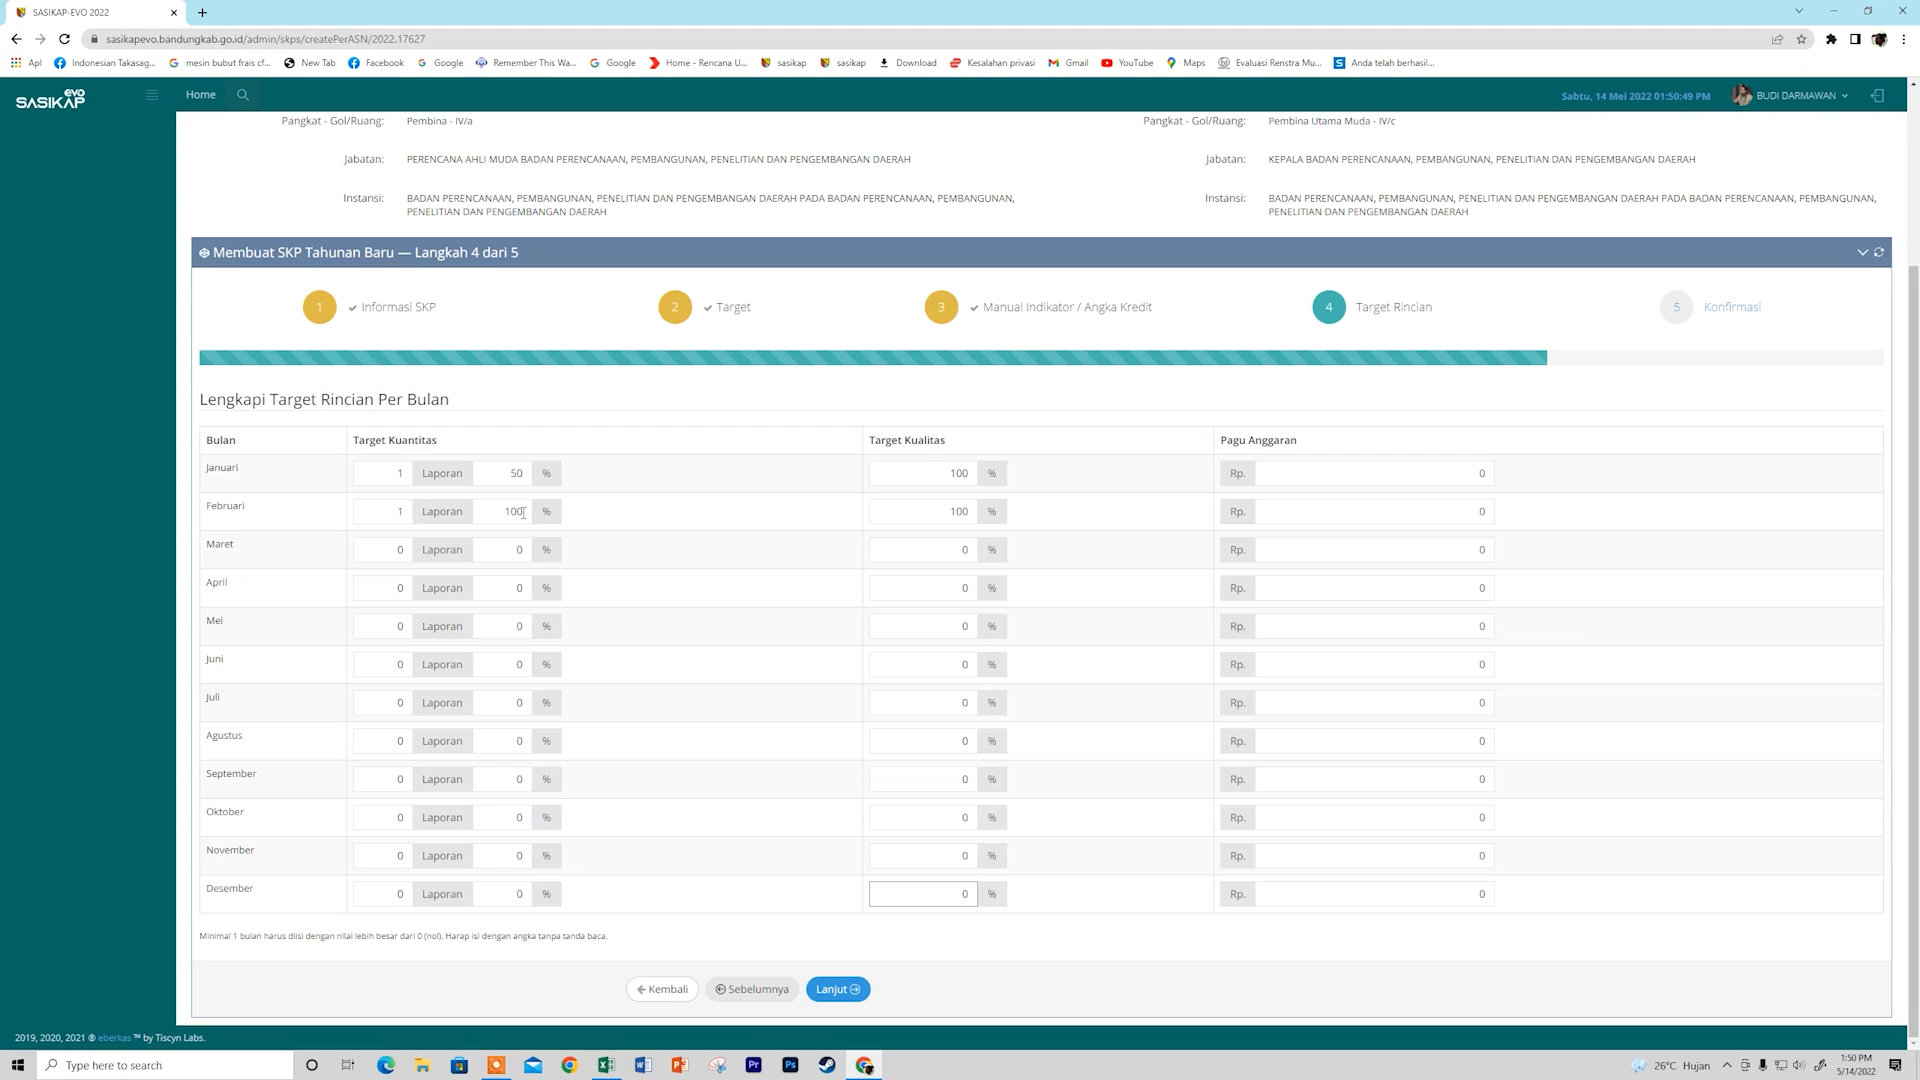 SASIKAP-EVO 2022
sasikapevo.bandungkab.go.id/admin/skps/createPerASN/2022.17627
Apl Indonesian Takasag... mesin bubut frais cf... New Tab Facebook Google Remember This Wa... Google Home - Rencana U... sasikap sasikap Download Kesalahan privasi Gmail YouTube Maps Evaluasi Renstra Mu... Anda telah berhasil...
SASIKAP evo Home Sabtu, 14 Mei 2022 01:50:49 PM BUDI DARMAWAN
Pangkat - Gol/Ruang: Pembina - IV/a Pangkat - Gol/Ruang: Pembina Utama Muda - IV/c
Jabatan: PERENCANA AHLI MUDA BADAN PERENCANAAN, PEMBANGUNAN, PENELITIAN DAN PENGEMBANGAN DAERAH Jabatan: KEPALA BADAN PERENCANAAN, PEMBANGUNAN, PENELITIAN DAN PENGEMBANGAN DAERAH
Instansi: BADAN PERENCANAAN, PEMBANGUNAN, PENELITIAN DAN PENGEMBANGAN DAERAH PADA BADAN PERENCANAAN, PEMBANGUNAN, Instansi: BADAN PERENCANAAN, PEMBANGUNAN, PENELITIAN DAN PENGEMBANGAN DAERAH PADA BADAN PERENCANAAN, PEMBANGUNAN,
PENELITIAN DAN PENGEMBANGAN DAERAH PENELITIAN DAN PENGEMBANGAN DAERAH
Membuat SKP Tahunan Baru — Langkah 4 dari 5
1 Informasi SKP 2 Target 3 Manual Indikator / Angka Kredit 4 Target Rincian 5 Konfirmasi
Lengkapi Target Rincian Per Bulan
Bulan Target Kuantitas Target Kualitas Pagu Anggaran
Januari 1 Laporan 50 % 100 % Rp. 0
Februari 1 Laporan 100 % 100 % Rp. 0
Maret 0 Laporan 0 % 0 % Rp. 0
April 0 Laporan 0 % 0 % Rp. 0
Mei 0 Laporan 0 % 0 % Rp. 0
Juni 0 Laporan 0 % 0 % Rp. 0
Juli 0 Laporan 0 % 0 % Rp. 0
Agustus 0 Laporan 0 % 0 % Rp. 0
September 0 Laporan 0 % 0 % Rp. 0
Oktober 0 Laporan 0 % 0 % Rp. 0
November 0 Laporan 0 % 0 % Rp. 0
Desember 0 Laporan 0 % 0 % Rp. 0
Minimal 1 bulan harus diisi dengan nilai lebih besar dari 0 (nol). Harap isi dengan angka tanpa tanda baca.
Kembali Sebelumnya Lanjut
2019, 2020, 2021 ® eberkas ™ by Tiscyn Labs.
Type here to search 26°C Hujan 1:50 PM
5/14/2022